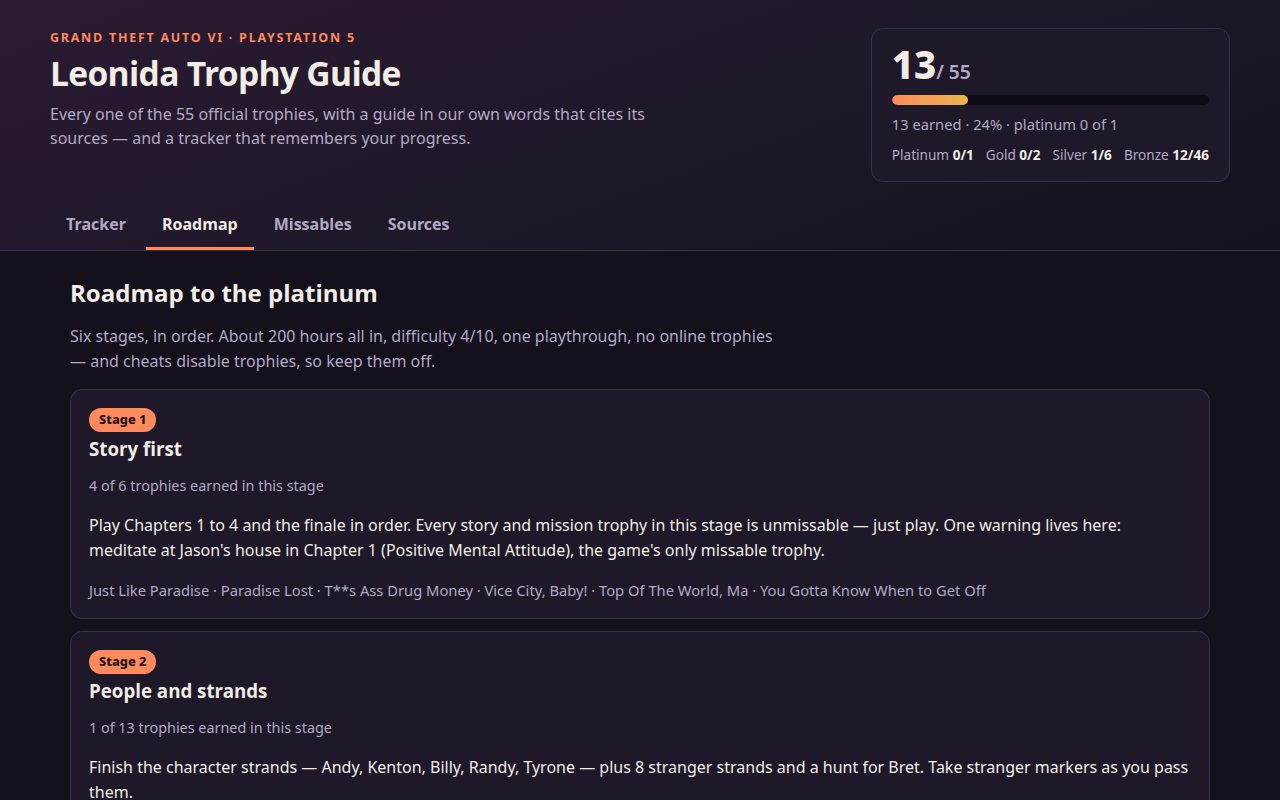 GRAND THEFT AUTO VI · PLAYSTATION 5
Leonida Trophy Guide
Every one of the 55 official trophies, with a guide in our own words that cites its
sources — and a tracker that remembers your progress.
13/ 55
13 earned · 24% · platinum 0 of 1
Platinum 0/1 Gold 0/2 Silver 1/6 Bronze 12/46
Tracker Roadmap Missables Sources
Roadmap to the platinum
Six stages, in order. About 200 hours all in, difficulty 4/10, one playthrough, no online trophies
— and cheats disable trophies, so keep them off.
Stage 1
Story first
4 of 6 trophies earned in this stage
Play Chapters 1 to 4 and the finale in order. Every story and mission trophy in this stage is unmissable — just play. One warning lives here:
meditate at Jason's house in Chapter 1 (Positive Mental Attitude), the game's only missable trophy.
Just Like Paradise · Paradise Lost · T**s Ass Drug Money · Vice City, Baby! · Top Of The World, Ma · You Gotta Know When to Get Off
Stage 2
People and strands
1 of 13 trophies earned in this stage
Finish the character strands — Andy, Kenton, Billy, Randy, Tyrone — plus 8 stranger strands and a hunt for Bret. Take stranger markers as you pass
them.